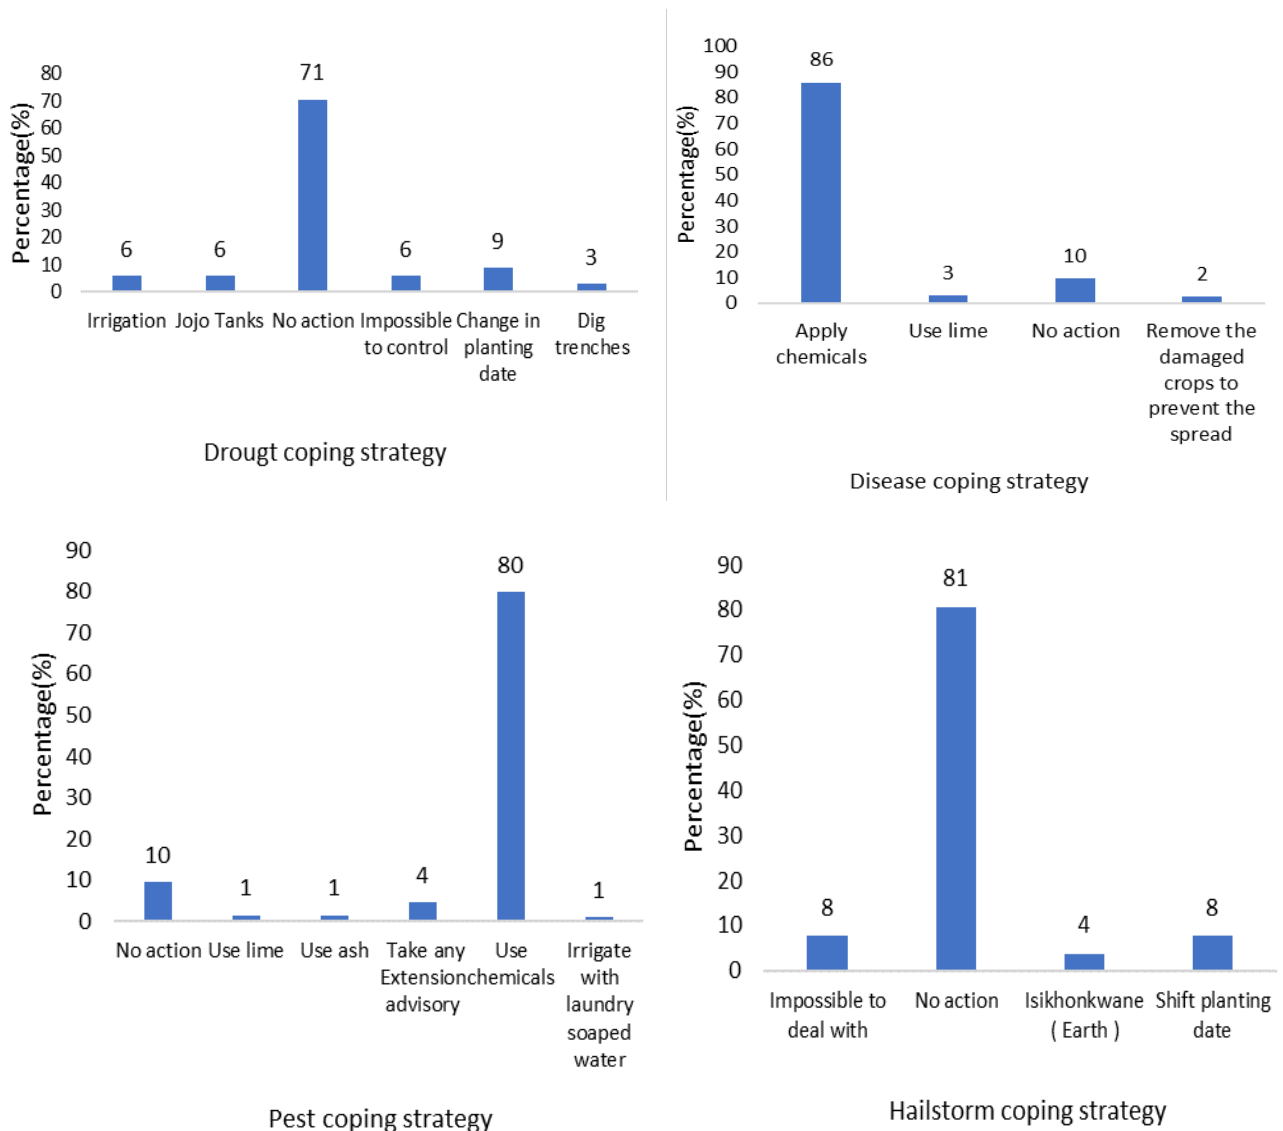 Percentage(%)
80
70
60
50
40
30
20
10
0
6
6
71
6
9
3
Irrigation
Jojo Tanks
No action
Impossible
to control
Change in
planting
date
Dig
trenches
Drougt coping strategy
Percentage(%)
100
90
80
70
60
50
40
30
20
10
0
86
3
10
2
Apply
chemicals
Use lime
No action
Remove the
damaged
crops to
prevent the
spread
Disease coping strategy
Percentage(%)
90
80
70
60
50
40
30
20
10
0
10
1
1
4
80
1
No action
Use lime
Use ash
Take any
Extension
advisory
Use
chemicals
Irrigate
with
laundry
soaped
water
Pest coping strategy
Percentage(%)
90
80
70
60
50
40
30
20
10
0
8
81
4
8
Impossible to
deal with
No action
Isikhonkwane
( Earth )
Shift planting
date
Hailstorm coping strategy